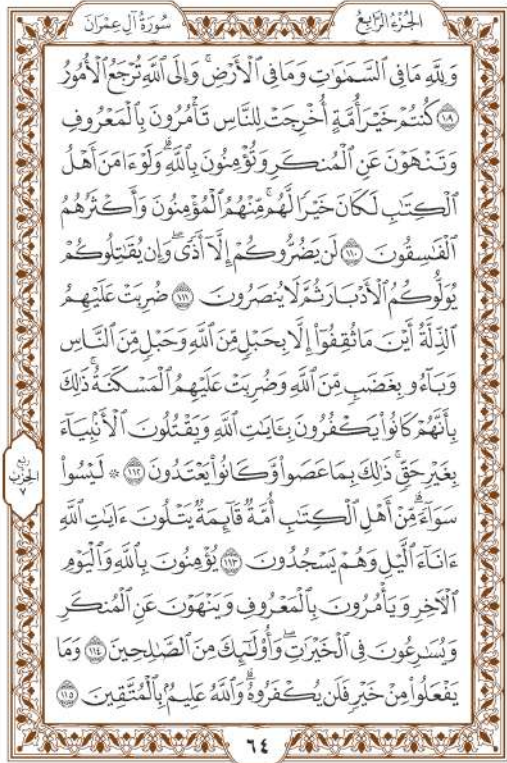 الجُزْءُ الرَّابِعُ
سُورَةُ آلِ عِمْرَانَ
وَلِلَّهِ مَا فِي ٱلسَّمَٰوَٰتِ وَمَا فِي ٱلْأَرْضِۚ وَإِلَى ٱللَّهِ تُرْجَعُ ٱلْأُمُورُ
١٠٩ كُنتُمْ خَيْرَ أُمَّةٍ أُخْرِجَتْ لِلنَّاسِ تَأْمُرُونَ بِٱلْمَعْرُوفِ
وَتَنْهَوْنَ عَنِ ٱلْمُنكَرِ وَتُؤْمِنُونَ بِٱللَّهِۗ وَلَوْ ءَامَنَ أَهْلُ
ٱلْكِتَٰبِ لَكَانَ خَيْرًا لَّهُمۚ مِّنْهُمُ ٱلْمُؤْمِنُونَ وَأَكْثَرُهُمُ
ٱلْفَٰسِقُونَ ١١٠ لَن يَضُرُّوكُمْ إِلَّآ أَذًىۖ وَإِن يُقَٰتِلُوكُمْ
يُوَلُّوكُمُ ٱلْأَدْبَارَ ثُمَّ لَا يُنصَرُونَ ١١١ ضُرِبَتْ عَلَيْهِمُ
ٱلذِّلَّةُ أَيْنَ مَا ثُقِفُوٓا۟ إِلَّا بِحَبْلٍ مِّنَ ٱللَّهِ وَحَبْلٍ مِّنَ ٱلنَّاسِ
وَبَآءُو بِغَضَبٍ مِّنَ ٱللَّهِ وَضُرِبَتْ عَلَيْهِمُ ٱلْمَسْكَنَةُۚ ذَٰلِكَ
بِأَنَّهُمْ كَانُوا۟ يَكْفُرُونَ بِـَٔايَٰتِ ٱللَّهِ وَيَقْتُلُونَ ٱلْأَنۢبِيَآءَ
بِغَيْرِ حَقٍّۚ ذَٰلِكَ بِمَا عَصَوا۟ وَّكَانُوا۟ يَعْتَدُونَ ١١٢ ۞ لَيْسُوا۟
سَوَآءًۗ مِّنْ أَهْلِ ٱلْكِتَٰبِ أُمَّةٌ قَآئِمَةٌ يَتْلُونَ ءَايَٰتِ ٱللَّهِ
ءَانَآءَ ٱلَّيْلِ وَهُمْ يَسْجُدُونَ ١١٣ يُؤْمِنُونَ بِٱللَّهِ وَٱلْيَوْمِ
ٱلْءَاخِرِ وَيَأْمُرُونَ بِٱلْمَعْرُوفِ وَيَنْهَوْنَ عَنِ ٱلْمُنكَرِ
وَيُسَٰرِعُونَ فِي ٱلْخَيْرَٰتِۖ وَأُو۟لَٰٓئِكَ مِنَ ٱلصَّٰلِحِينَ ١١٤ وَمَا
يَفْعَلُوا۟ مِنْ خَيْرٍ فَلَن يُكْفَرُوهُۗ وَٱللَّهُ عَلِيمٌۢ بِٱلْمُتَّقِينَ ١١٥
رُبْع
الحِزْب
٧
٦٤